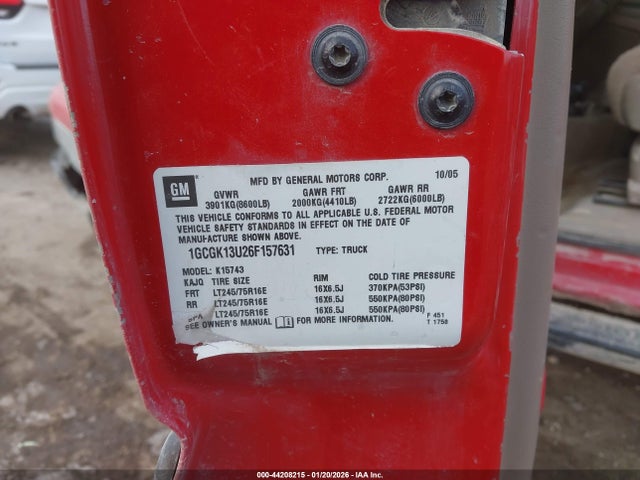 GM MFD BY GENERAL MOTORS CORP. 10/05
GVWR GAWR FRT GAWR RR
3901KG(8600LB) 2000KG(4410LB) 2722KG(6000LB)
THIS VEHICLE CONFORMS TO ALL APPLICABLE U.S. FEDERAL MOTOR
VEHICLE SAFETY STANDARDS IN EFFECT ON THE DATE OF
MANUFACTURE SHOWN ABOVE.
1GCGK13U26F157631 TYPE: TRUCK
MODEL: K15743
KAJQ TIRE SIZE RIM COLD TIRE PRESSURE
FRT LT245/75R16E 16X6.5J 370KPA(53PSI)
RR LT245/75R16E 16X6.5J 550KPA(80PSI)
SPA LT245/75R16E 16X6.5J 550KPA(80PSI)
SEE OWNER'S MANUAL FOR MORE INFORMATION. F 451
T 1758
000-44208215 - 01/20/2026 - IAAI.COM